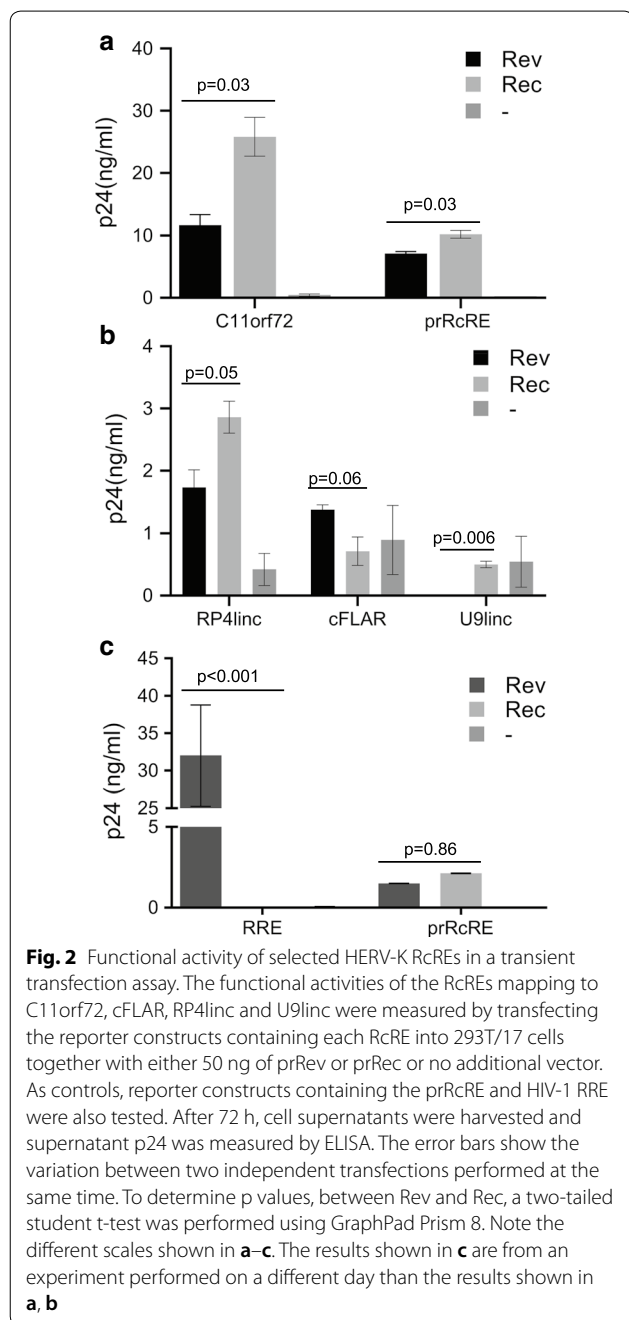 a
40
30
20
10
0
p24(ng/ml)
Rev
Rec
-
p=0.03
p=0.03
C11orf72 prRcRE
b
4
3
2
1
0
p24(ng/ml)
Rev
Rec
-
p=0.05
p=0.06
p=0.006
RP4linc cFLAR U9linc
c
45
40
35
30
25
5
0
p24 (ng/ml)
Rev
Rec
-
p<0.001
p=0.86
RRE prRcRE
Fig. 2 Functional activity of selected HERV-K RcREs in a transient
transfection assay. The functional activities of the RcREs mapping to
C11orf72, cFLAR, RP4linc and U9linc were measured by transfecting
the reporter constructs containing each RcRE into 293T/17 cells
together with either 50 ng of prRev or prRec or no additional vector.
As controls, reporter constructs containing the prRcRE and HIV-1 RRE
were also tested. After 72 h, cell supernatants were harvested and
supernatant p24 was measured by ELISA. The error bars show the
variation between two independent transfections performed at the
same time. To determine p values, between Rev and Rec, a two-tailed
student t-test was performed using GraphPad Prism 8. Note the
different scales shown in a–c. The results shown in c are from an
experiment performed on a different day than the results shown in
a, b